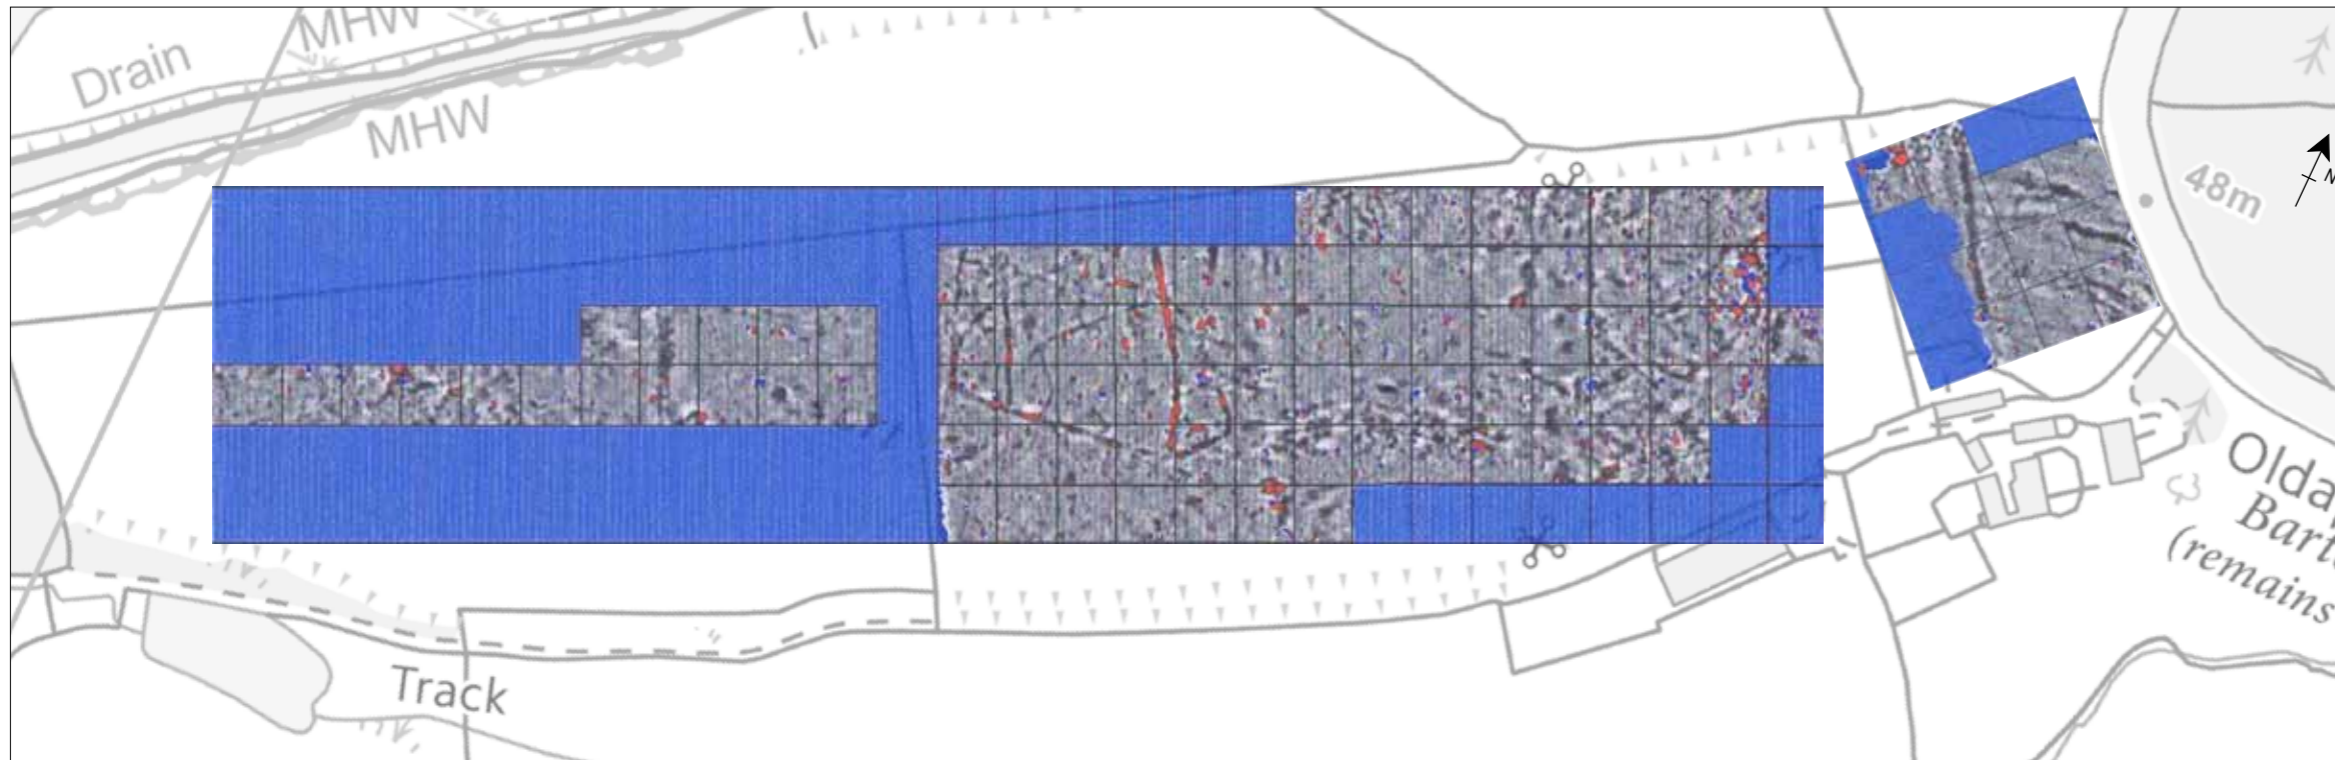 MHW
Drain
MHW
N
48m
Olda
Bart
(remains
Track